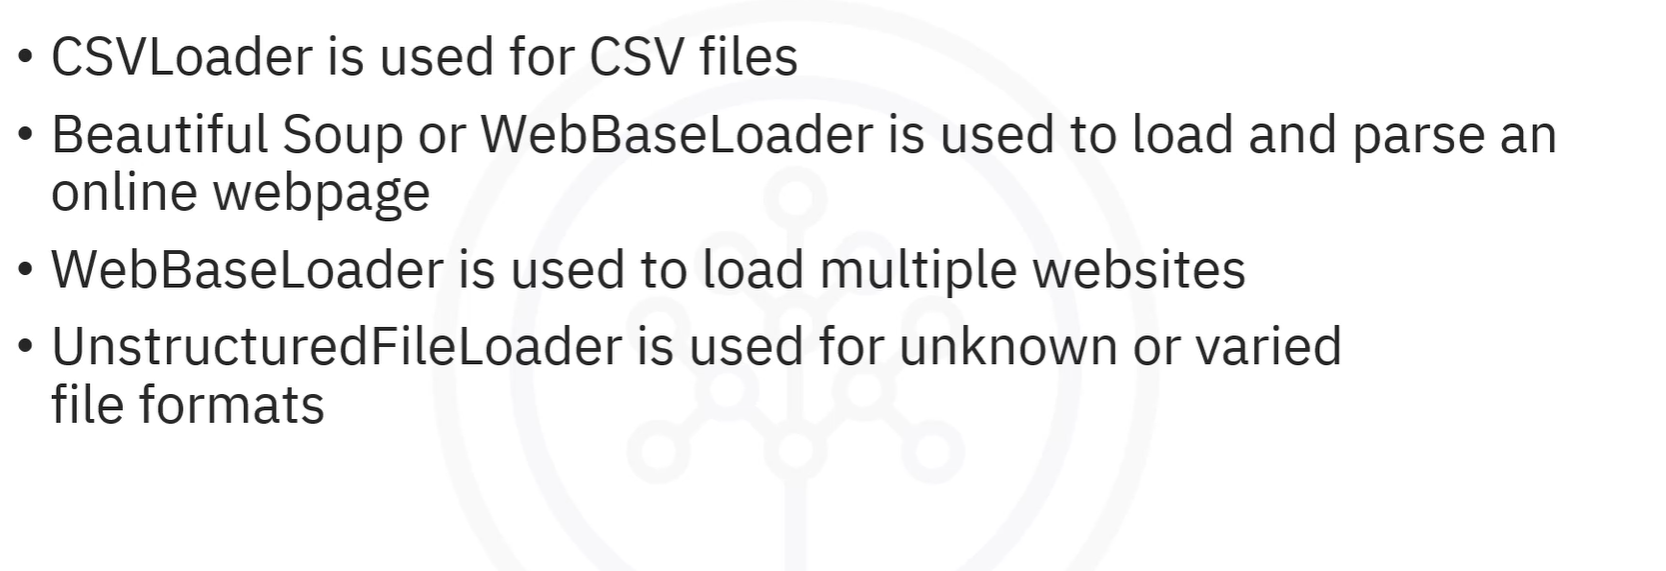 • CSVLoader is used for CSV files
• Beautiful Soup or WebBaseLoader is used to load and parse an
online webpage
• WebBaseLoader is used to load multiple websites
• UnstructuredFileLoader is used for unknown or varied
file formats